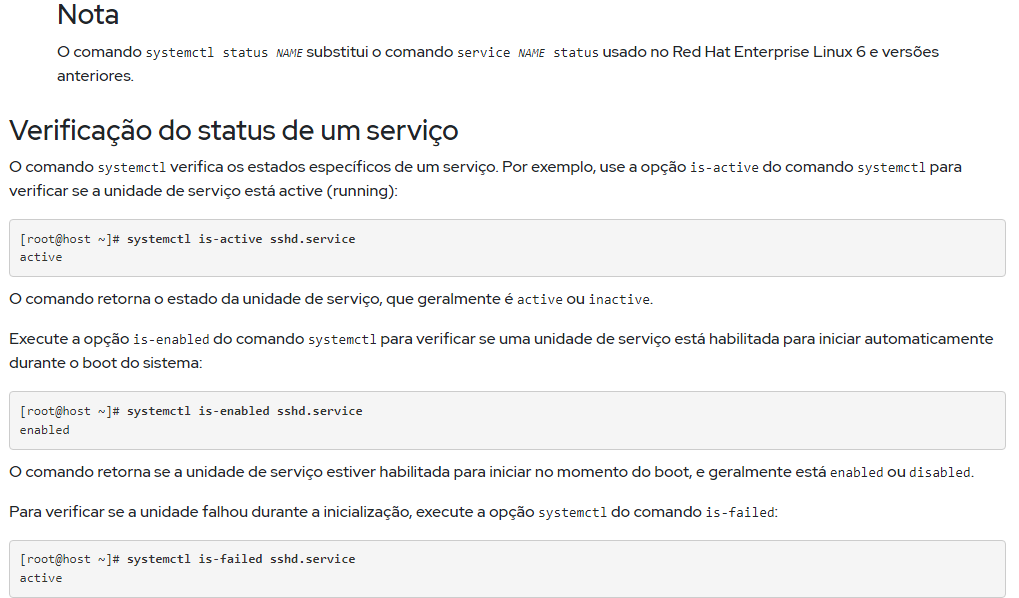 Nota
O comando systemctl status NAME substitui o comando service NAME status usado no Red Hat Enterprise Linux 6 e versões
anteriores.
Verificação do status de um serviço
O comando systemctl verifica os estados específicos de um serviço. Por exemplo, use a opção is-active do comando systemctl para
verificar se a unidade de serviço está active (running):
[root@host ~]# systemctl is-active sshd.service
active
O comando retorna o estado da unidade de serviço, que geralmente é active ou inactive.
Execute a opção is-enabled do comando systemctl para verificar se uma unidade de serviço está habilitada para iniciar automaticamente
durante o boot do sistema:
[root@host ~]# systemctl is-enabled sshd.service
enabled
O comando retorna se a unidade de serviço estiver habilitada para iniciar no momento do boot, e geralmente está enabled ou disabled.
Para verificar se a unidade falhou durante a inicialização, execute a opção systemctl do comando is-failed:
[root@host ~]# systemctl is-failed sshd.service
active